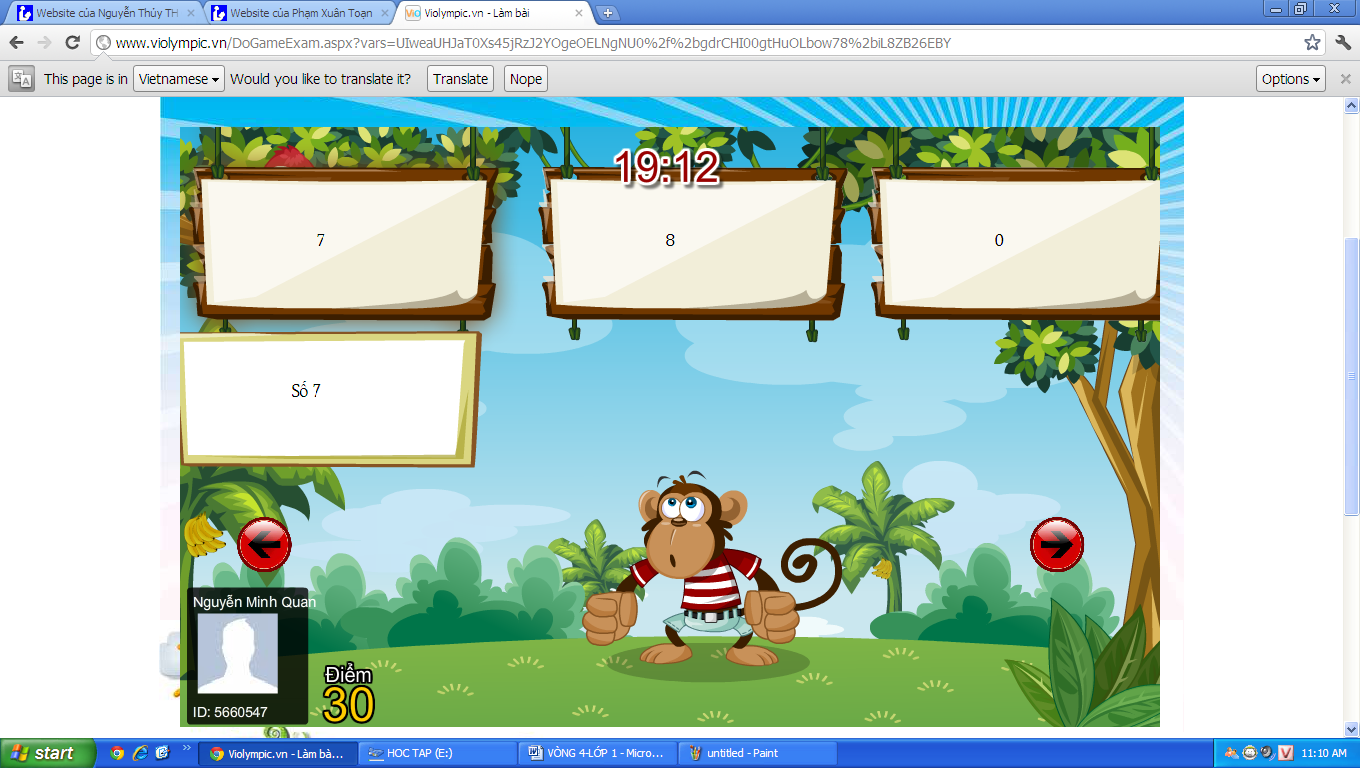 Website của Nguyễn Thúy TH
Website của Phạm Xuân Toạn
Violympic.vn - Làm bài
www.violympic.vn/DoGameExam.aspx?vars=UIweaUHJaT0Xs45jRzJ2YOgeOELNgNU0%2f%2bgdrCHI00gtHuOLbow78%2biL8ZB26EBY
This page is in Vietnamese Would you like to translate it? Translate Nope Options
19:12
7 8 0
Số 7
Nguyễn Minh Quan
ID: 5660547
Điểm
30
start
Violympic.vn - Làm bà...
HOC TAP (E:)
VÒNG 4-LỚP 1 - Micro...
untitled - Paint
V
11:10 AM